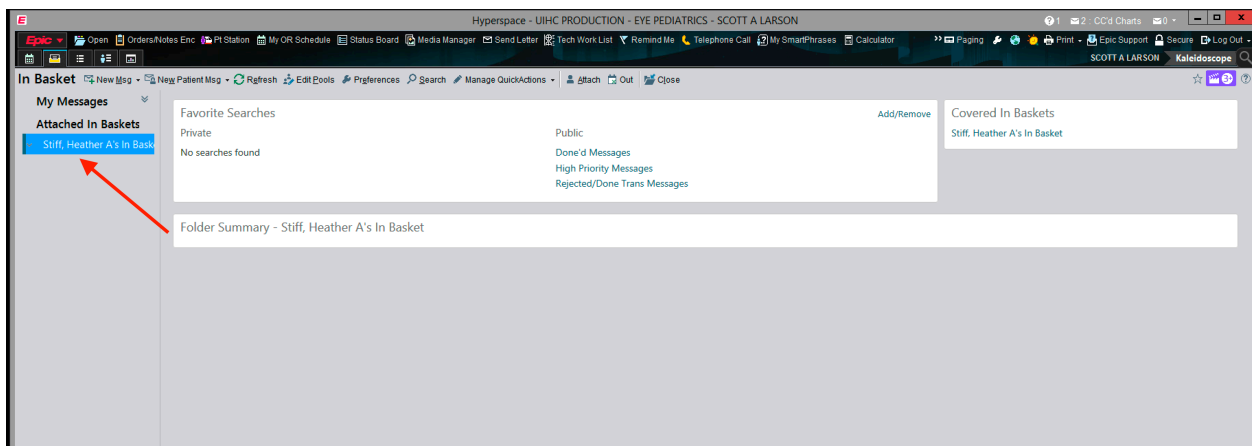 Hyperspace - UIHC PRODUCTION - EYE PEDIATRICS - SCOTT A LARSON 1 2 : CC'd Charts 0
Epic Open Orders/Notes Enc Pt Station My OR Schedule Status Board Media Manager Send Letter Tech Work List Remind Me Telephone Call My SmartPhrases Calculator Paging Print Epic Support Secure Log Out
SCOTT A LARSON Kaleidoscope
In Basket New Msg New Patient Msg Refresh Edit Pools Preferences Search Manage QuickActions Attach Out Close
My Messages
Attached In Baskets
Stiff, Heather A's In Bask
Favorite Searches Add/Remove
Private Public
No searches found Done'd Messages
High Priority Messages
Rejected/Done Trans Messages
Covered In Baskets
Stiff, Heather A's In Basket
Folder Summary - Stiff, Heather A's In Basket